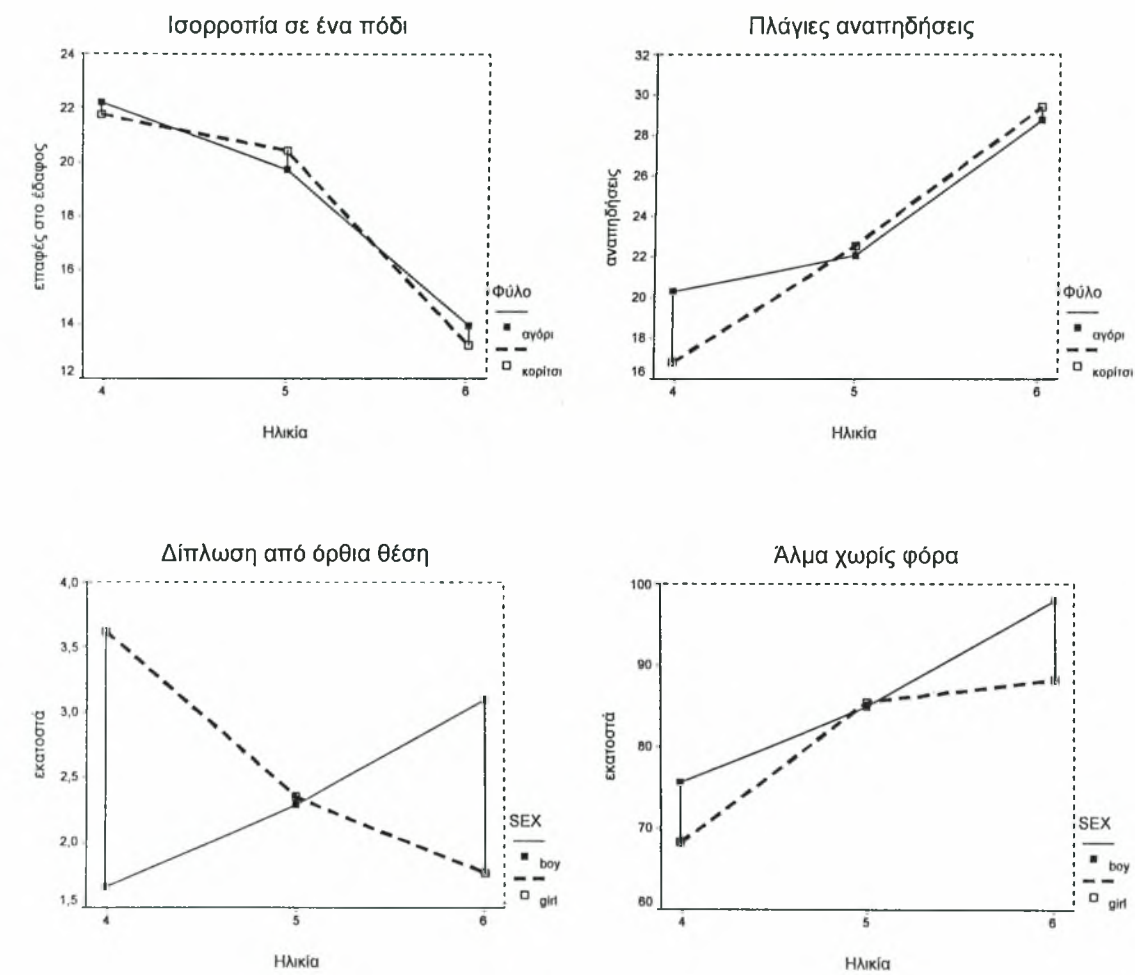 Ισορροπία σε ένα πόδι
24
22
20
18
16
14
12
επαφές στο έδαφος
4
5
6
Ηλικία
Φύλο
αγόρι
κορίτσι
Πλάγιες αναπηδήσεις
32
30
28
26
24
22
20
18
16
αναπηδήσεις
4
5
6
Ηλικία
Φύλο
αγόρι
κορίτσι
Δίπλωση από όρθια θέση
4,0
3,5
3,0
2,5
2,0
1,5
εκατοστά
4
5
6
Ηλικία
SEX
boy
girl
Άλμα χωρίς φόρα
100
90
80
70
60
εκατοστά
4
5
6
Ηλικία
SEX
boy
girl